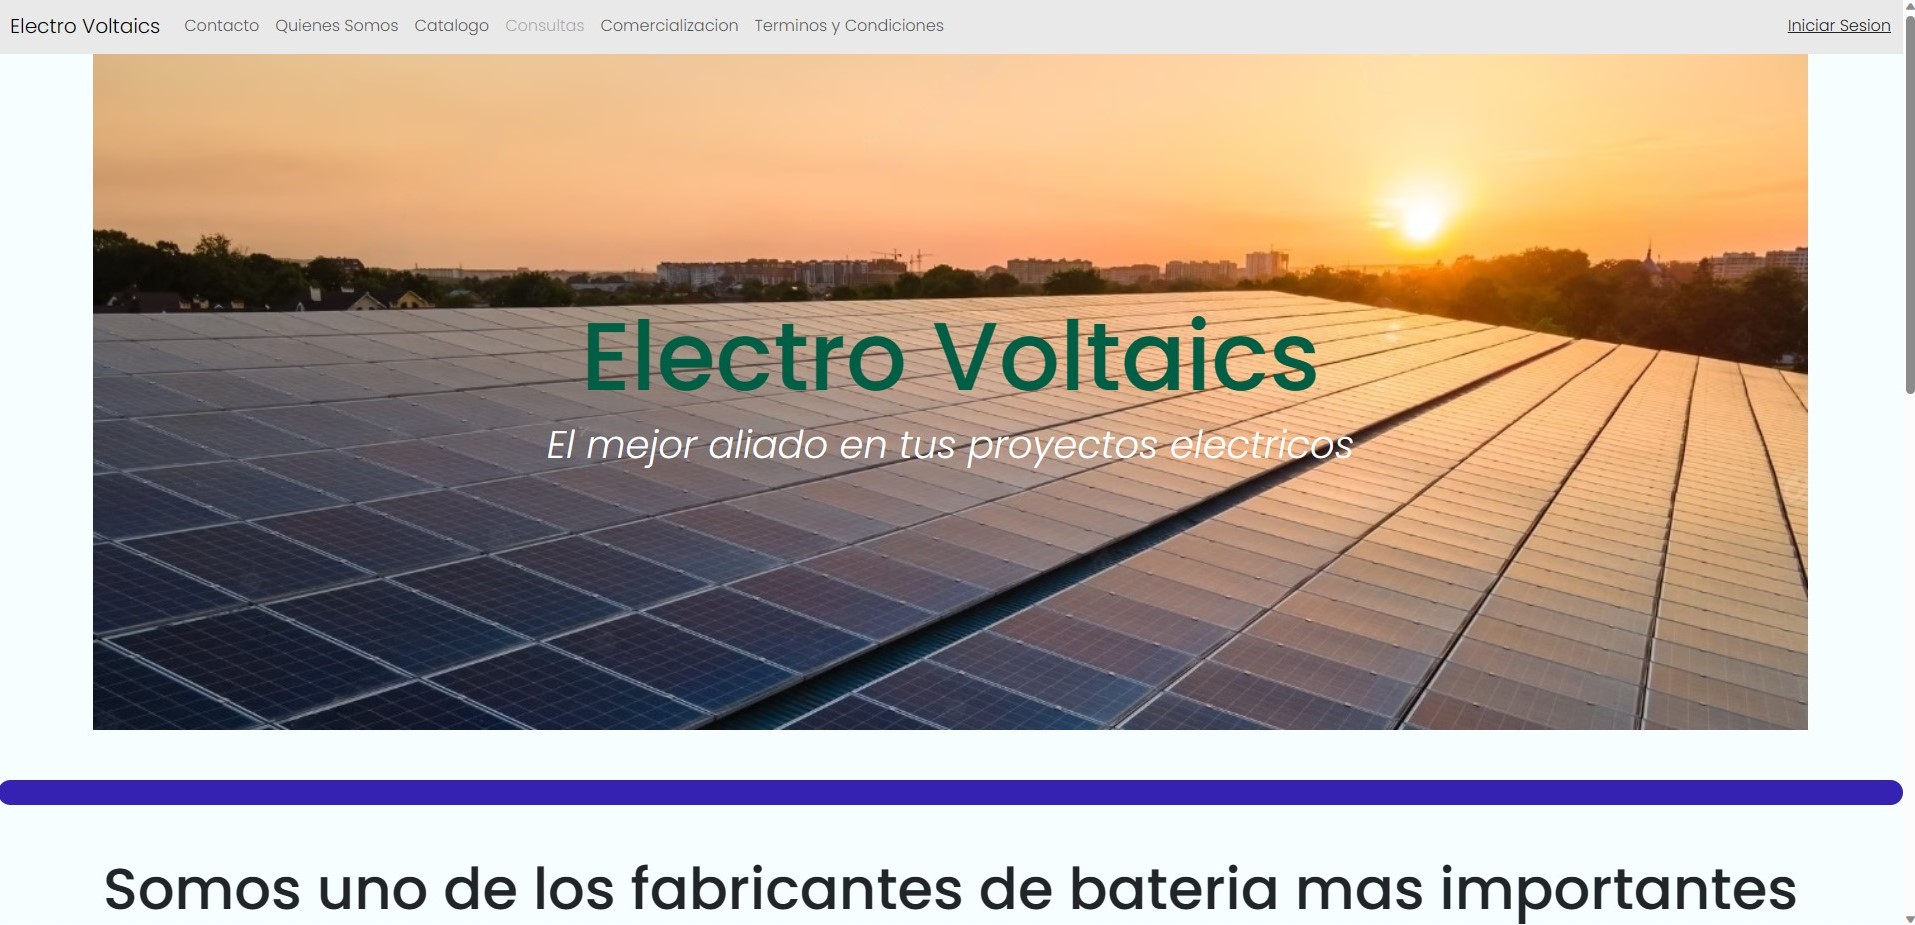 Electro Voltaics Contacto Quienes Somos Catalogo Consultas Comercializacion Terminos y Condiciones Iniciar Sesion
Electro Voltaics
El mejor aliado en tus proyectos electricos
Somos uno de los fabricantes de bateria mas importantes